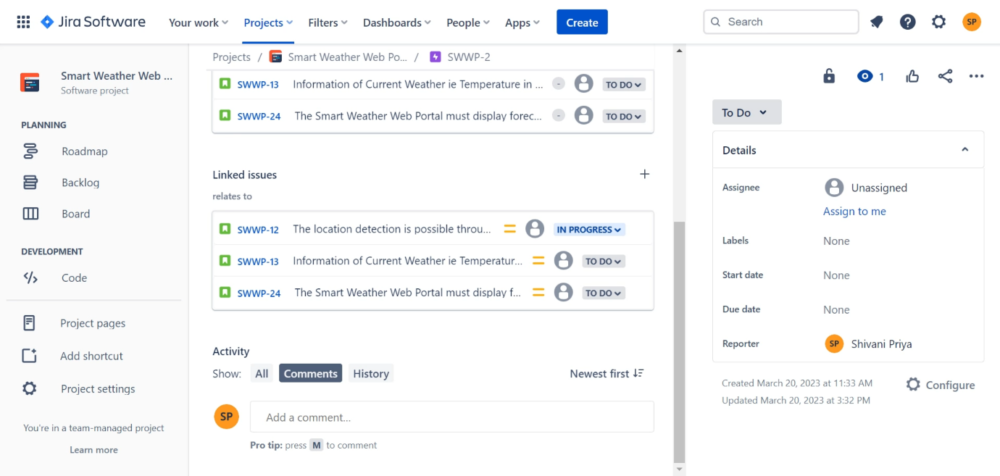 Jira Software Your work Projects Filters Dashboards People Apps Create Search SP
Smart Weather Web ...
Software project
PLANNING
Roadmap
Backlog
Board
DEVELOPMENT
Code
Project pages
Add shortcut
Project settings
You're in a team-managed project
Learn more
Projects / Smart Weather Web Po... / SWWP-2
SWWP-13 Information of Current Weather ie Temperature in ... - TO DO
SWWP-24 The Smart Weather Web Portal must display forec... - TO DO
Linked issues
relates to
SWWP-12 The location detection is possible throu... IN PROGRESS
SWWP-13 Information of Current Weather ie Temperatur... TO DO
SWWP-24 The Smart Weather Web Portal must display f... TO DO
Activity
Show: All Comments History Newest first
SP Add a comment...
Pro tip: press M to comment
1
To Do
Details
Assignee Unassigned
Assign to me
Labels None
Start date None
Due date None
Reporter SP Shivani Priya
Created March 20, 2023 at 11:33 AM Configure
Updated March 20, 2023 at 3:32 PM